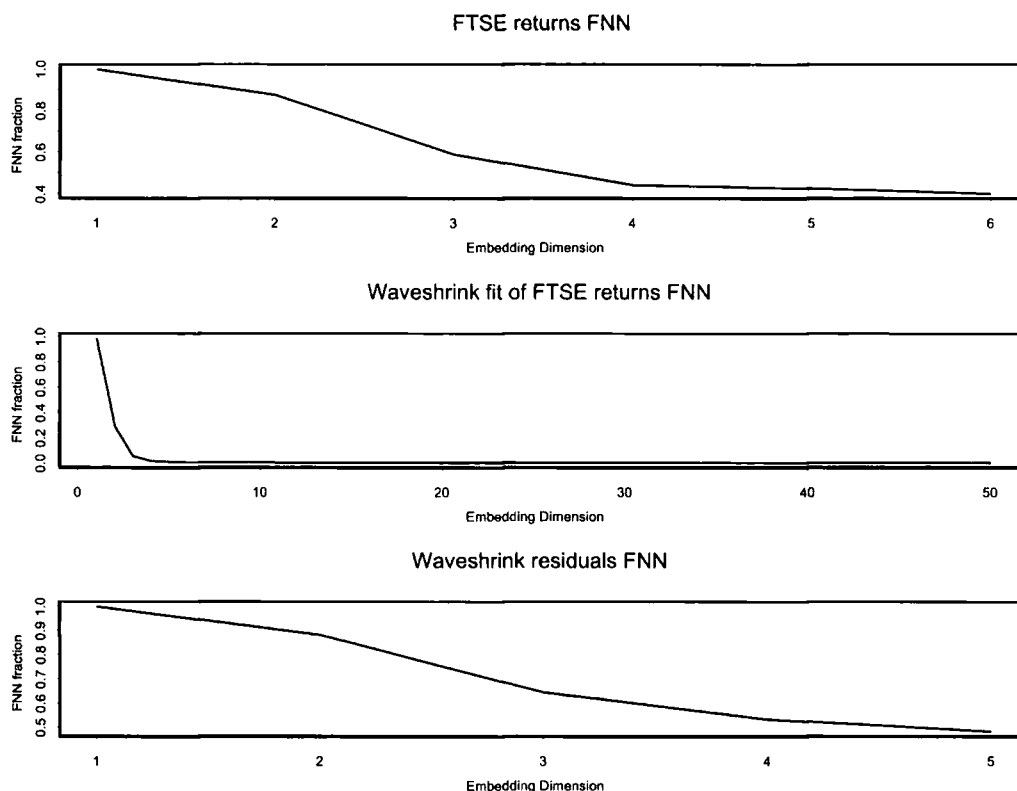 FTSE returns FNN
FNN fraction
1.0
0.8
0.6
0.4
1 2 3 4 5 6
Embedding Dimension
Waveshrink fit of FTSE returns FNN
FNN fraction
1.0
0.8
0.6
0.4
0.2
0.0
0 10 20 30 40 50
Embedding Dimension
Waveshrink residuals FNN
FNN fraction
1.0
0.9
0.8
0.7
0.6
0.5
1 2 3 4 5
Embedding Dimension